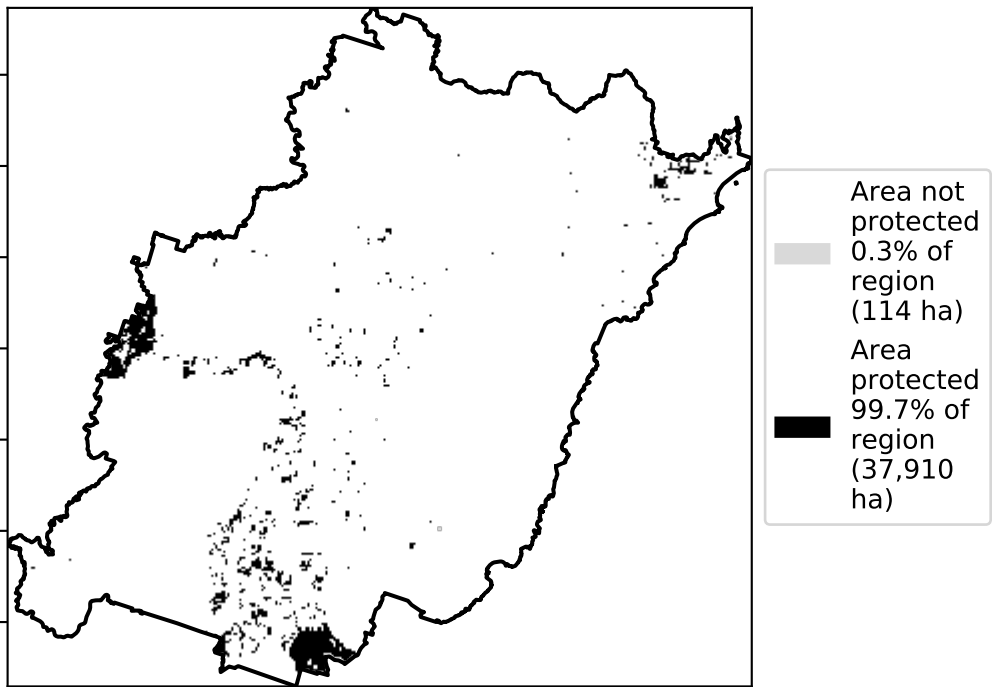 Area not
protected
0.3% of
region
(114 ha)
Area
protected
99.7% of
region
(37,910
ha)